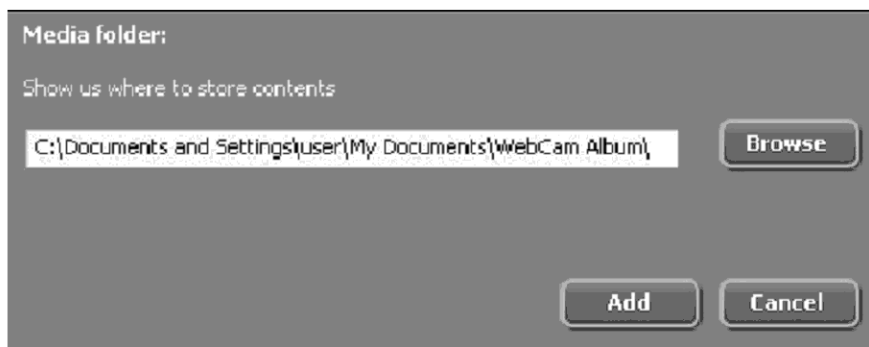 Media folder:
Show us where to store contents
C:\Documents and Settings\user\My Documents\WebCam Album\
Browse
Add
Cancel